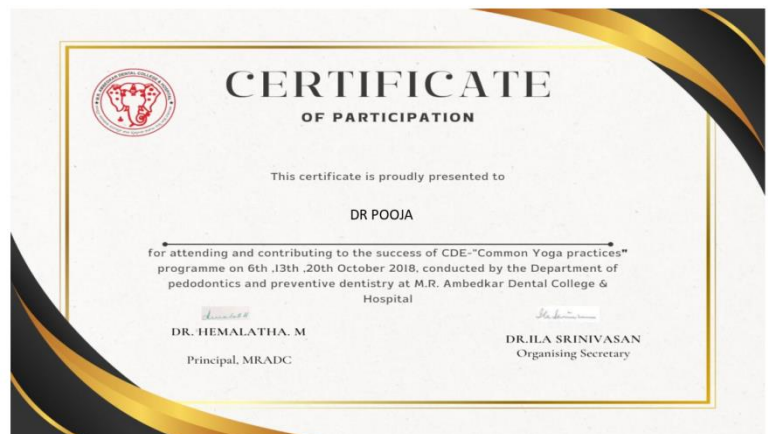 CERTIFICATE
OF PARTICIPATION
This certificate is proudly presented to
DR POOJA
for attending and contributing to the success of CDE-"Common Yoga practices"
programme on 6th ,13th ,20th October 2018, conducted by the Department of
pedodontics and preventive dentistry at M.R. Ambedkar Dental College &
Hospital
DR. HEMALATHA. M
Principal, MRADC
DR.ILA SRINIVASAN
Organising Secretary